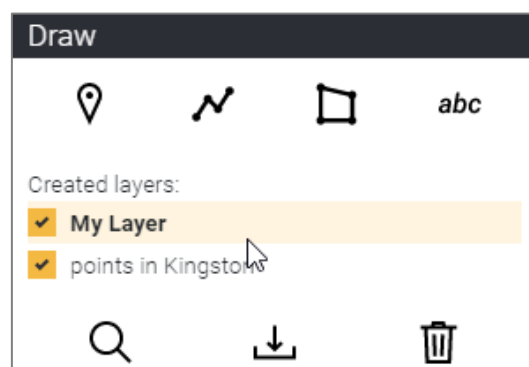 Draw
abc
Created layers:
My Layer
points in Kingston